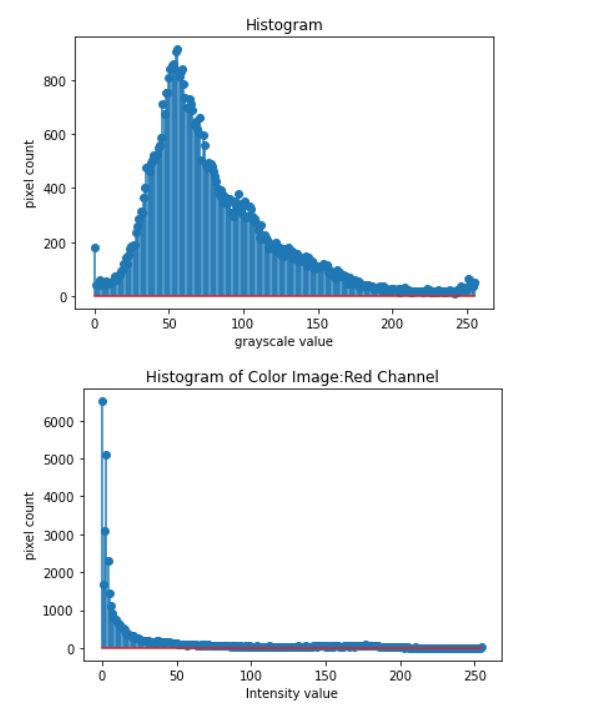 Histogram
800
600
400
200
0
pixel count
0 50 100 150 200 250
grayscale value
Histogram of Color Image:Red Channel
6000
5000
4000
3000
2000
1000
0
pixel count
0 50 100 150 200 250
Intensity value